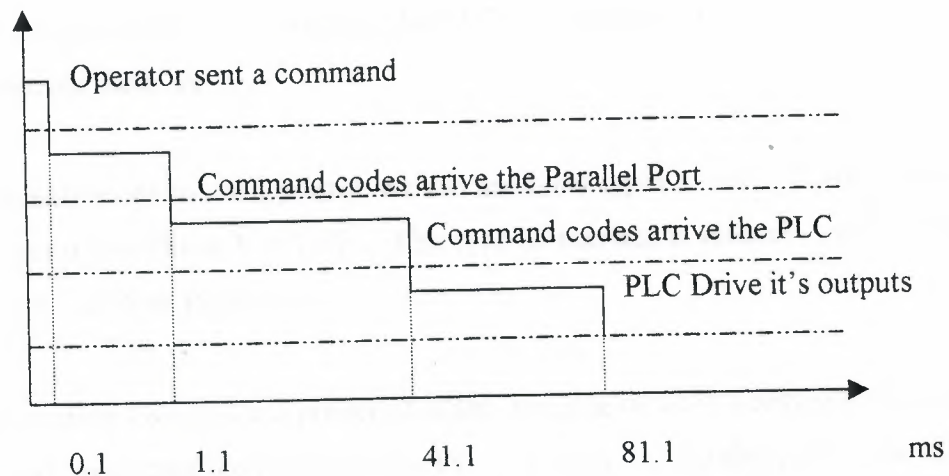 Operator sent a command
Command codes arrive the Parallel Port
Command codes arrive the PLC
PLC Drive it's outputs
0.1 1.1 41.1 81.1 ms